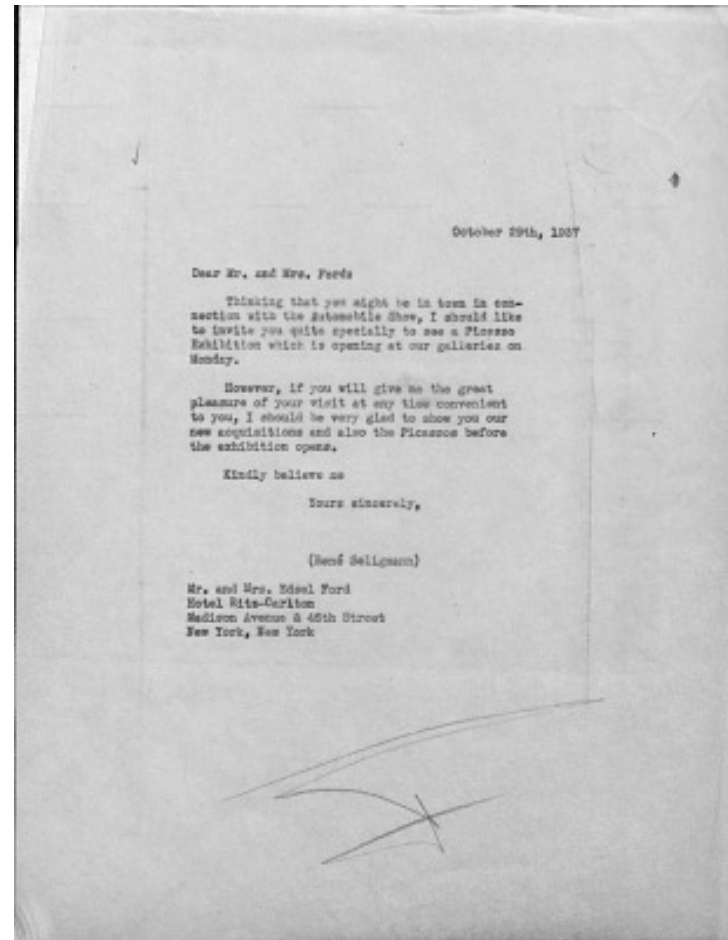 October 29th, 1937
Dear Mr. and Mrs. Ford:
Thinking that you might be in town in con-
nection with the Automobile Show, I should like
to invite you quite specially to see a Picasso
Exhibition which is opening at our galleries on
Monday.
However, if you will give me the great
pleasure of your visit at any time convenient
to you, I should be very glad to show you our
new acquisitions and also the Picassos before
the exhibition opens.
Kindly believe me
Yours sincerely,
(René Seligmann)
Mr. and Mrs. Edsel Ford
Hotel Ritz-Carlton
Madison Avenue & 46th Street
New York, New York